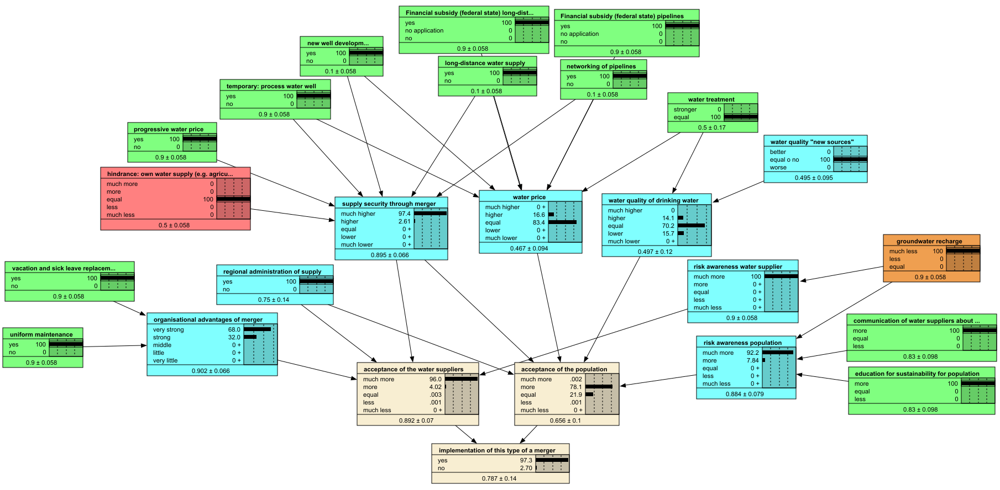 Financial subsidy (federal state) long-dist...
yes 100
no application 0
no 0
0.9 ± 0.058
Financial subsidy (federal state) pipelines
yes 100
no application 0
no 0
0.9 ± 0.058
new well developm...
yes 100
no 0
0.1 ± 0.058
long-distance water supply
yes 100
no 0
0.1 ± 0.058
networking of pipelines
yes 100
no 0
0.1 ± 0.058
temporary: process water well
yes 100
no 0
0.9 ± 0.058
water treatment
stronger 0
equal 100
0.5 ± 0.17
progressive water price
yes 100
no 0
0.9 ± 0.058
water quality "new sources"
better 0
equal o no 100
worse 0
0.495 ± 0.095
hindrance: own water supply (e.g. agricu...
much more 0
more 0
equal 100
less 0
much less 0
0.5 ± 0.058
supply security through merger
much higher 97.4
higher 2.61
equal 0 +
lower 0 +
much lower 0 +
0.895 ± 0.066
water price
much higher 0 +
higher 16.6
equal 83.4
lower 0 +
much lower 0 +
0.467 ± 0.094
water quality of drinking water
much higher 0
higher 14.1
equal 70.2
lower 15.7
much lower 0 +
0.497 ± 0.12
groundwater recharge
much less 100
less 0
equal 0
0.9 ± 0.058
vacation and sick leave replacem...
yes 100
no 0
0.9 ± 0.058
regional administration of supply
yes 100
no 0
0.75 ± 0.14
risk awareness water supplier
much more 100
more 0 +
equal 0 +
less 0 +
much less 0 +
0.9 ± 0.058
organisational advantages of merger
very strong 68.0
strong 32.0
middle 0 +
little 0 +
very little 0 +
0.902 ± 0.066
communication of water suppliers about ...
more 100
equal 0
less 0
0.83 ± 0.098
uniform maintenance
yes 100
no 0
0.9 ± 0.058
risk awareness population
much more 92.2
more 7.84
equal 0 +
less 0 +
much less 0 +
0.884 ± 0.079
acceptance of the water suppliers
much more 96.0
more 4.02
equal .003
less .001
much less 0 +
0.892 ± 0.07
acceptance of the population
much more .002
more 78.1
equal 21.9
less .001
much less 0 +
0.656 ± 0.1
education for sustainability for population
more 100
equal 0
less 0
0.83 ± 0.098
implementation of this type of a merger
yes 97.3
no 2.70
0.787 ± 0.14